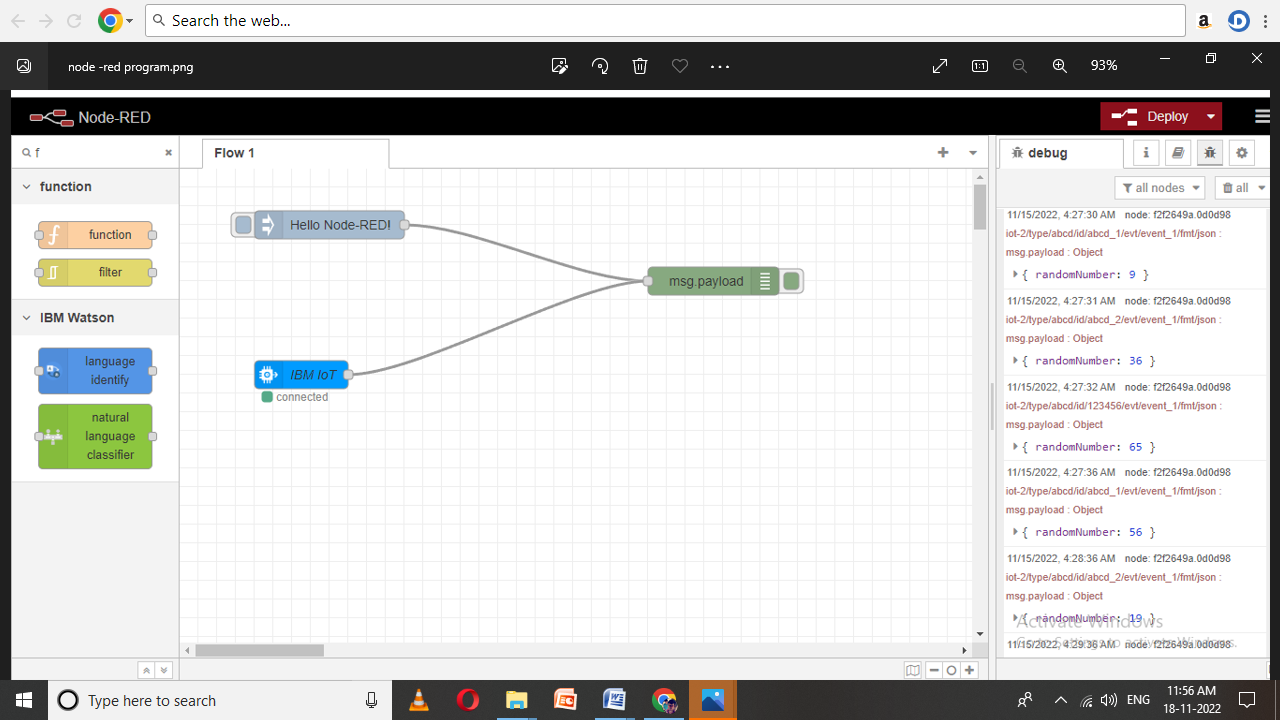 Search the web...
node -red program.png
93%
Node-RED
Deploy
f
Flow 1
debug
function
all nodes
all
function
filter
IBM Watson
language
identify
natural
language
classifier
Hello Node-RED!
msg.payload
IBM IoT
connected
11/15/2022, 4:27:30 AM node: f2f2649a.0d0d98
iot-2/type/abcd/id/abcd_1/evt/event_1/fmt/json :
msg.payload : Object
{ randomNumber: 9 }
11/15/2022, 4:27:31 AM node: f2f2649a.0d0d98
iot-2/type/abcd/id/abcd_2/evt/event_1/fmt/json :
msg.payload : Object
{ randomNumber: 36 }
11/15/2022, 4:27:32 AM node: f2f2649a.0d0d98
iot-2/type/abcd/id/123456/evt/event_1/fmt/json :
msg.payload : Object
{ randomNumber: 65 }
11/15/2022, 4:27:36 AM node: f2f2649a.0d0d98
iot-2/type/abcd/id/abcd_1/evt/event_1/fmt/json :
msg.payload : Object
{ randomNumber: 56 }
11/15/2022, 4:28:36 AM node: f2f2649a.0d0d98
iot-2/type/abcd/id/abcd_2/evt/event_1/fmt/json :
msg.payload : Object
{ randomNumber: 19 }
Activate Windows
11/15/2022, 4:29:36 AM node: f2f2649a.0d0d98
Go to Settings to activate Windows.
Type here to search
ENG
11:56 AM
18-11-2022